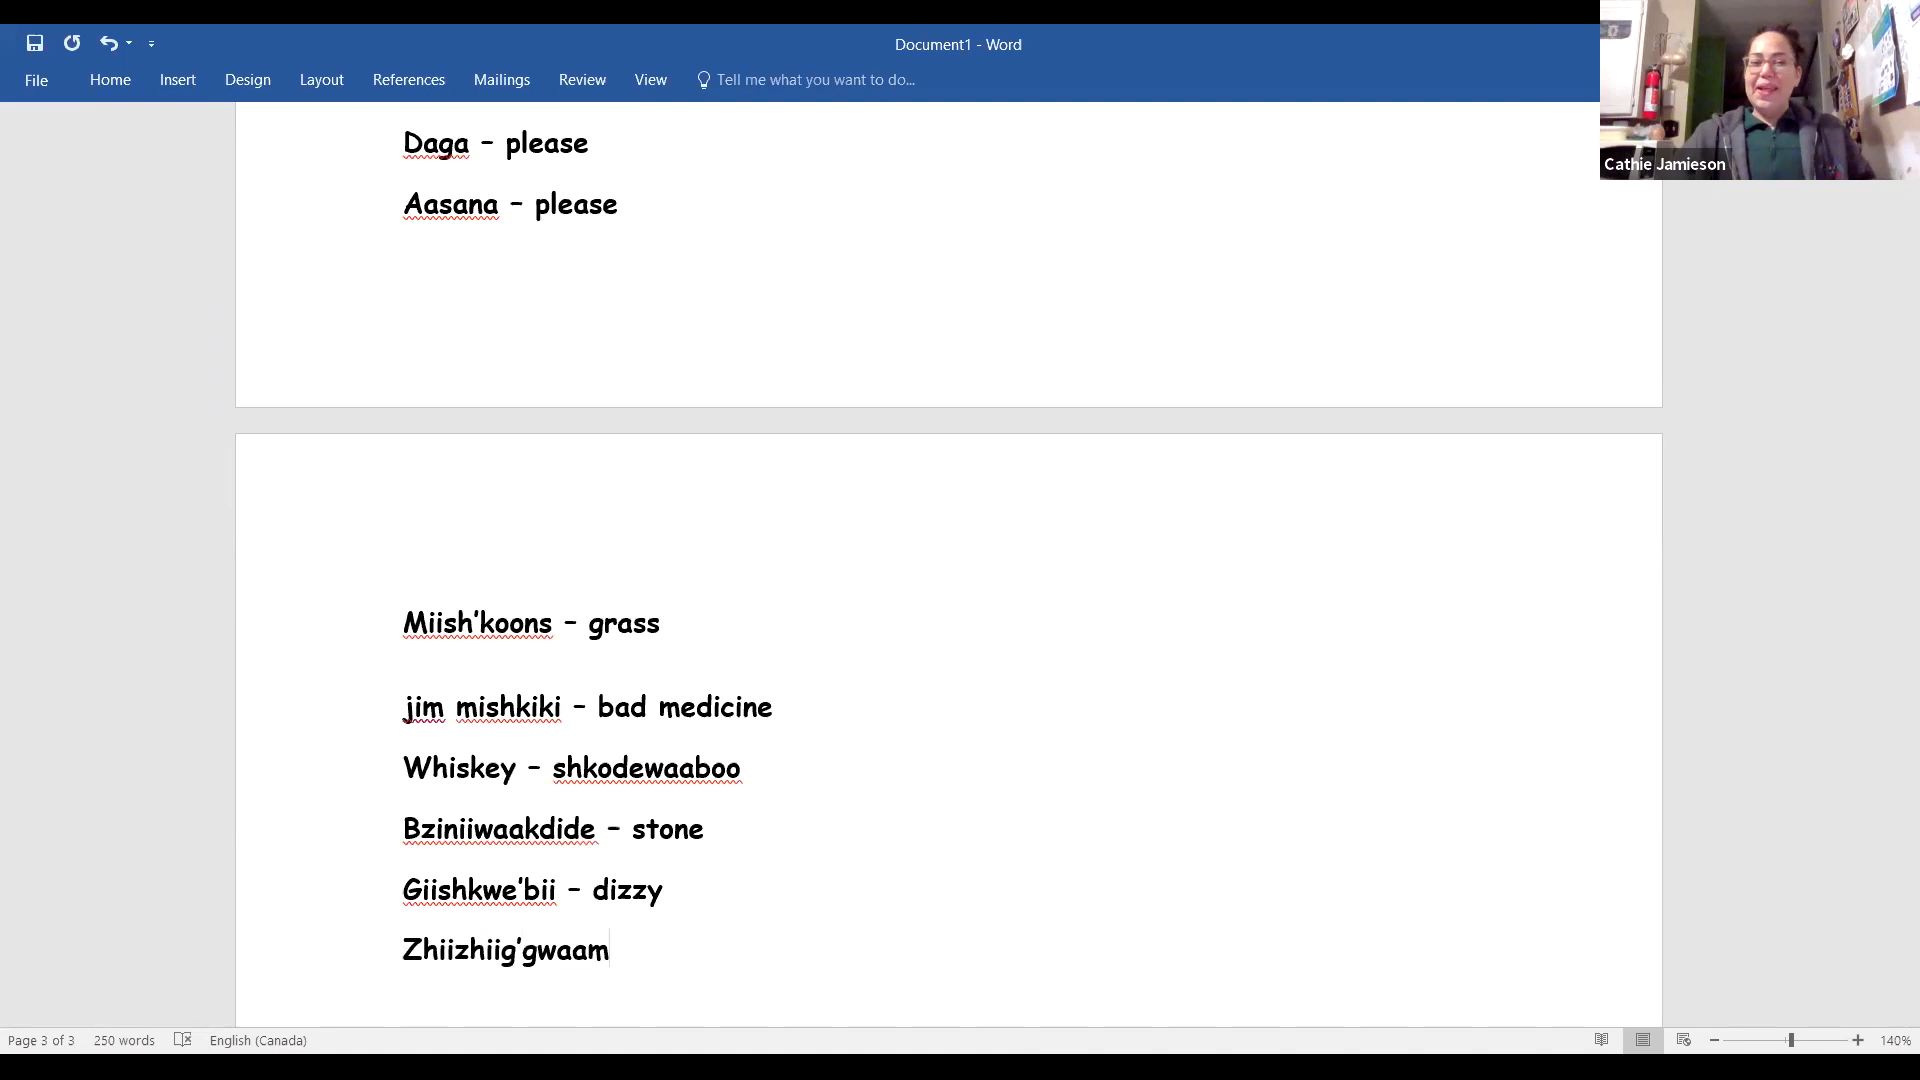 Document1 - Word
File Home Insert Design Layout References Mailings Review View Tell me what you want to do...
Cathie Jamieson
Daga – please
Aasana – please
Miish'koons – grass
jim mishkiki – bad medicine
Whiskey – shkodewaaboo
Bziniiwaakdide – stone
Giishkwe'bii – dizzy
Zhiizhiig'gwaam
Page 3 of 3 250 words English (Canada) 140%